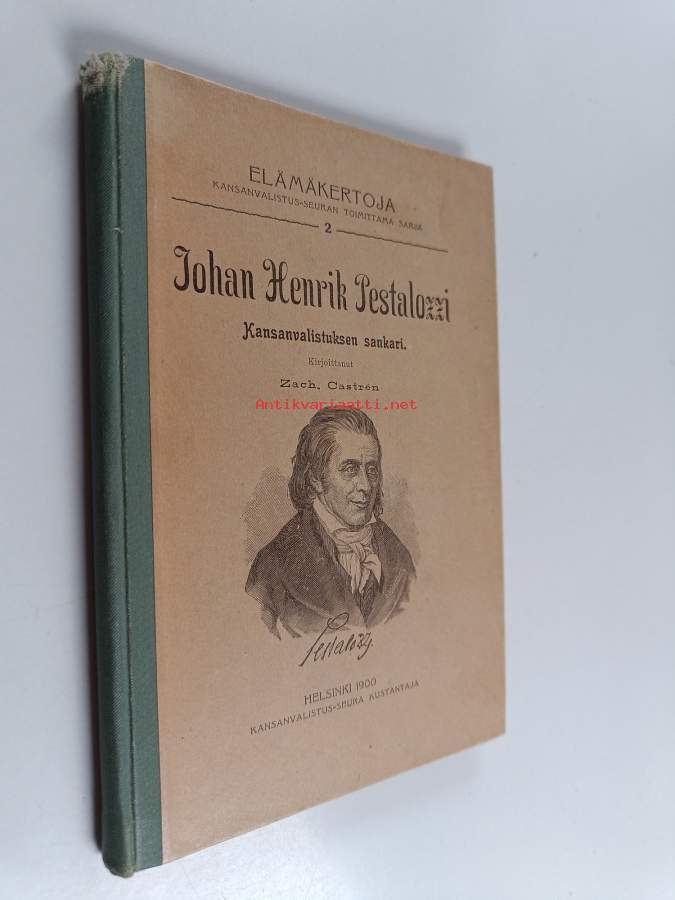 ELÄMÄKERTOJA
KANSANVALISTUS-SEURAN TOIMITTAMA SARJA
2
Johan Henrik Pestalozzi
Kansanvalistuksen sankari.
Kirjoittanut
Zach. Castrén
Antikvariaatti.net
Pestalozzj.
HELSINKI 1900
KANSANVALISTUS-SEURA KUSTANTAJA